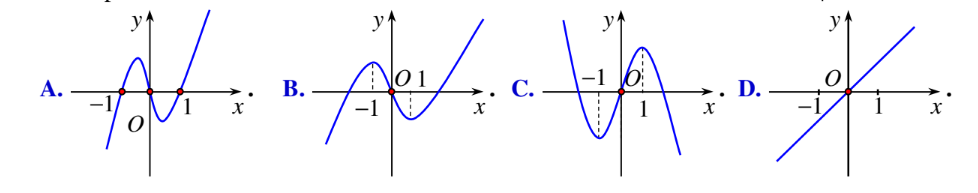 A. y −1 O 1 x .
B. y −1 O 1 x .
C. y −1 O 1 x .
D. y −1 O 1 x .